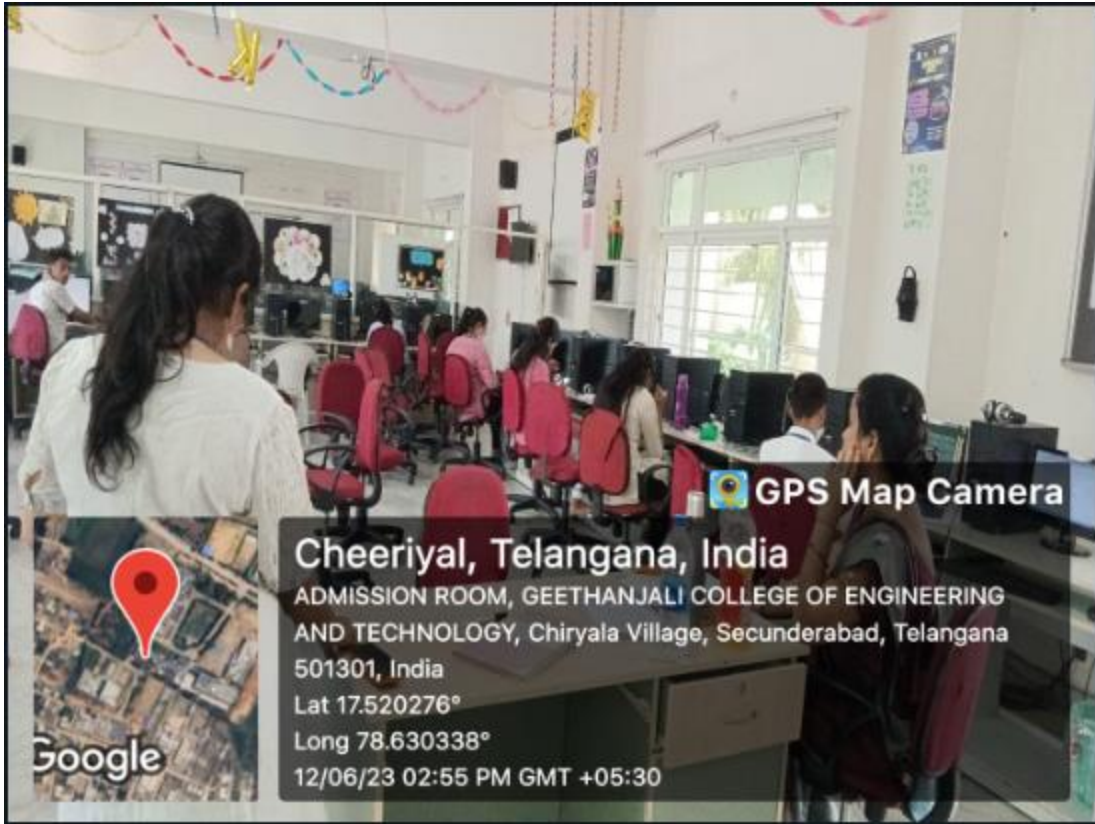 GPS Map Camera
Cheeriyal, Telangana, India
ADMISSION ROOM, GEETHANJALI COLLEGE OF ENGINEERING
AND TECHNOLOGY, Chiryala Village, Secunderabad, Telangana
501301, India
Lat 17.520276°
Long 78.630338°
12/06/23 02:55 PM GMT +05:30
Google